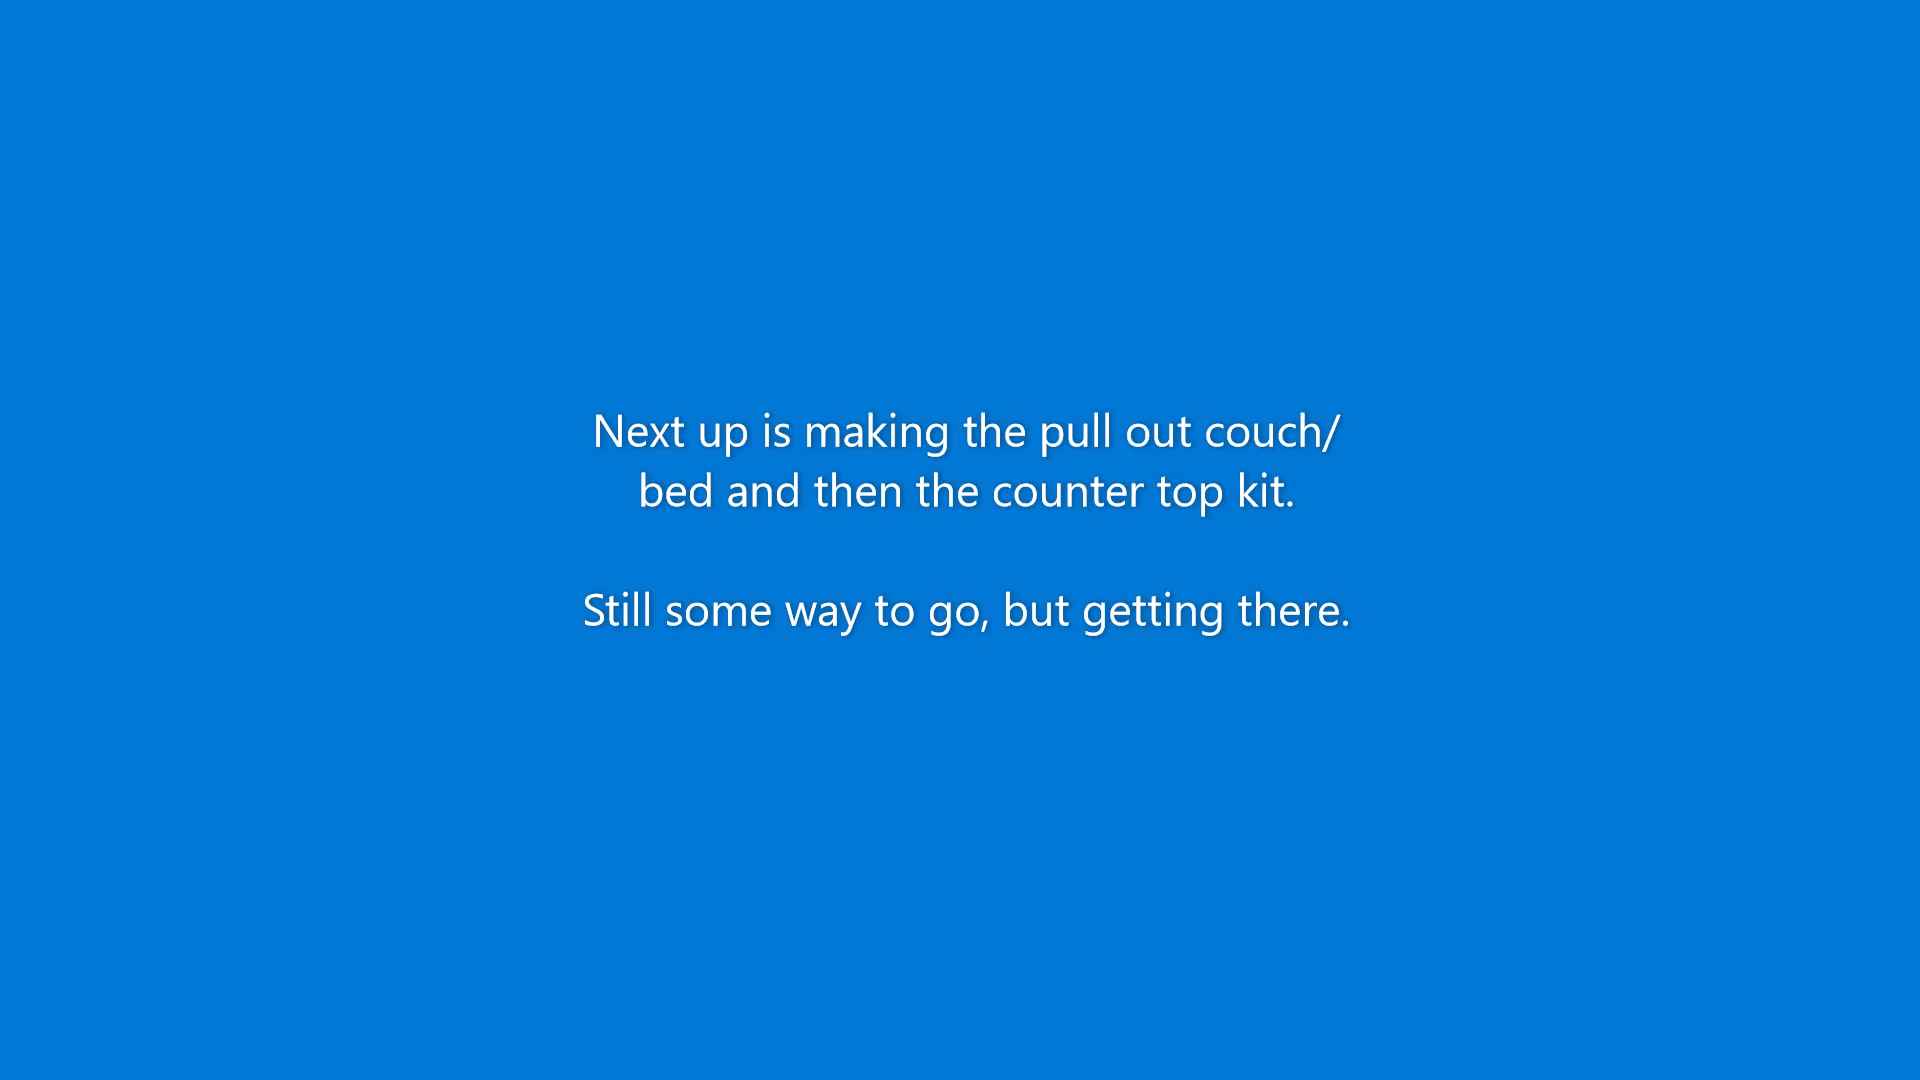 Next up is making the pull out couch/
bed and then the counter top kit.
Still some way to go, but getting there.